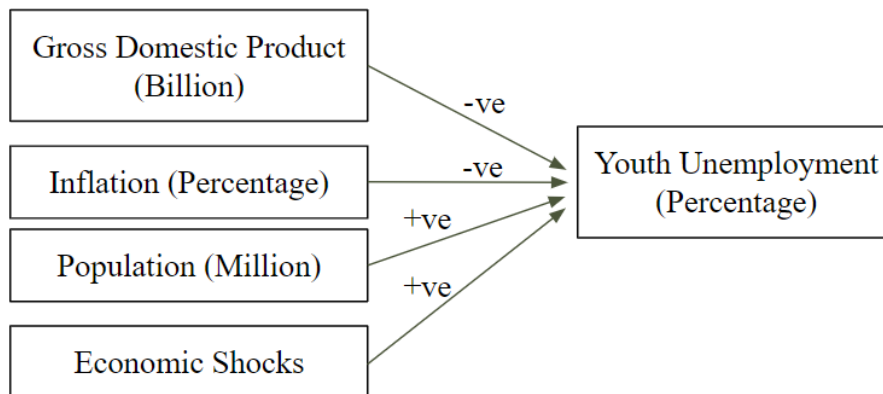 Gross Domestic Product
(Billion)
-ve
Inflation (Percentage)
-ve
Youth Unemployment
(Percentage)
+ve
Population (Million)
+ve
Economic Shocks